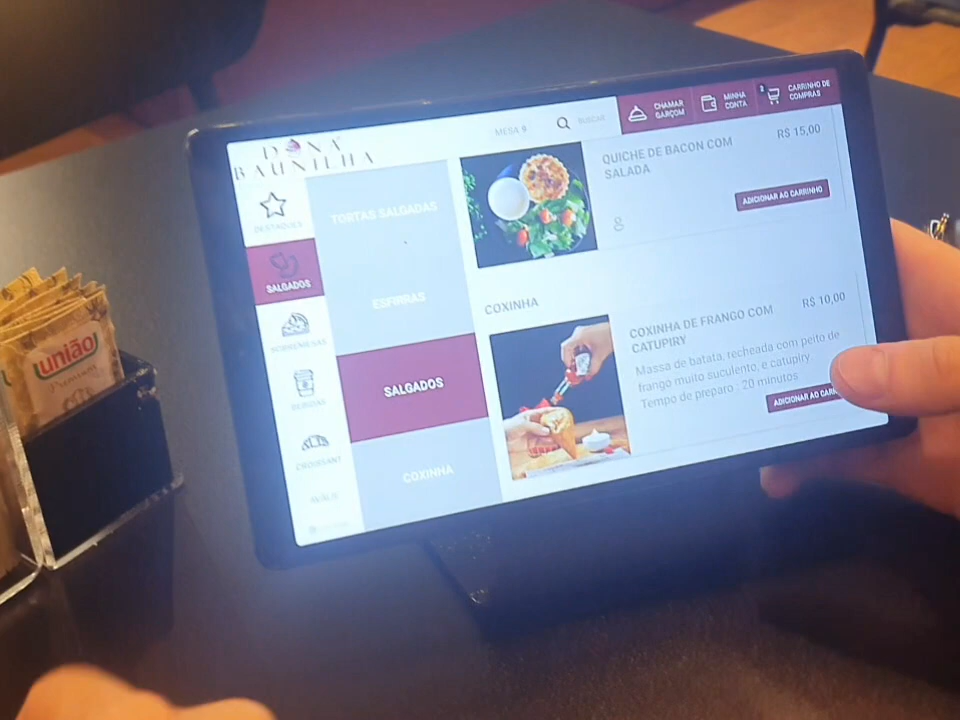 DONA
BAUNILHA
MESA 9
BUSCAR
CHAMAR
GARÇOM
MINHA
CONTA
2
CARRINHO DE
COMPRAS
DESTAQUES
SALGADOS
SOBREMESAS
BEBIDAS
CROISSANT
TORTAS SALGADAS
ESFIRRAS
SALGADOS
COXINHA
QUICHE DE BACON COM
SALADA
R$ 15,00
ADICIONAR AO CARRINHO
COXINHA
COXINHA DE FRANGO COM
CATUPIRY
R$ 10,00
Massa de batata, recheada com peito de
frango muito suculento, e catupiry.
Tempo de preparo : 20 minutos
ADICIONAR AO CARR
união
Premium